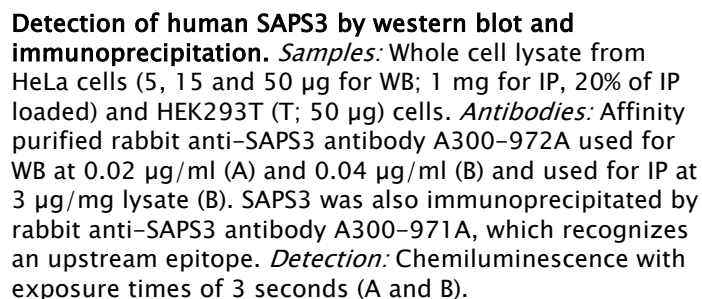 Detection of human SAPS3 by western blot and
immunoprecipitation. Samples: Whole cell lysate from
HeLa cells (5, 15 and 50 µg for WB; 1 mg for IP, 20% of IP
loaded) and HEK293T (T; 50 µg) cells. Antibodies: Affinity
purified rabbit anti-SAPS3 antibody A300-972A used for
WB at 0.02 µg/ml (A) and 0.04 µg/ml (B) and used for IP at
3 µg/mg lysate (B). SAPS3 was also immunoprecipitated by
rabbit anti-SAPS3 antibody A300-971A, which recognizes
an upstream epitope. Detection: Chemiluminescence with
exposure times of 3 seconds (A and B).